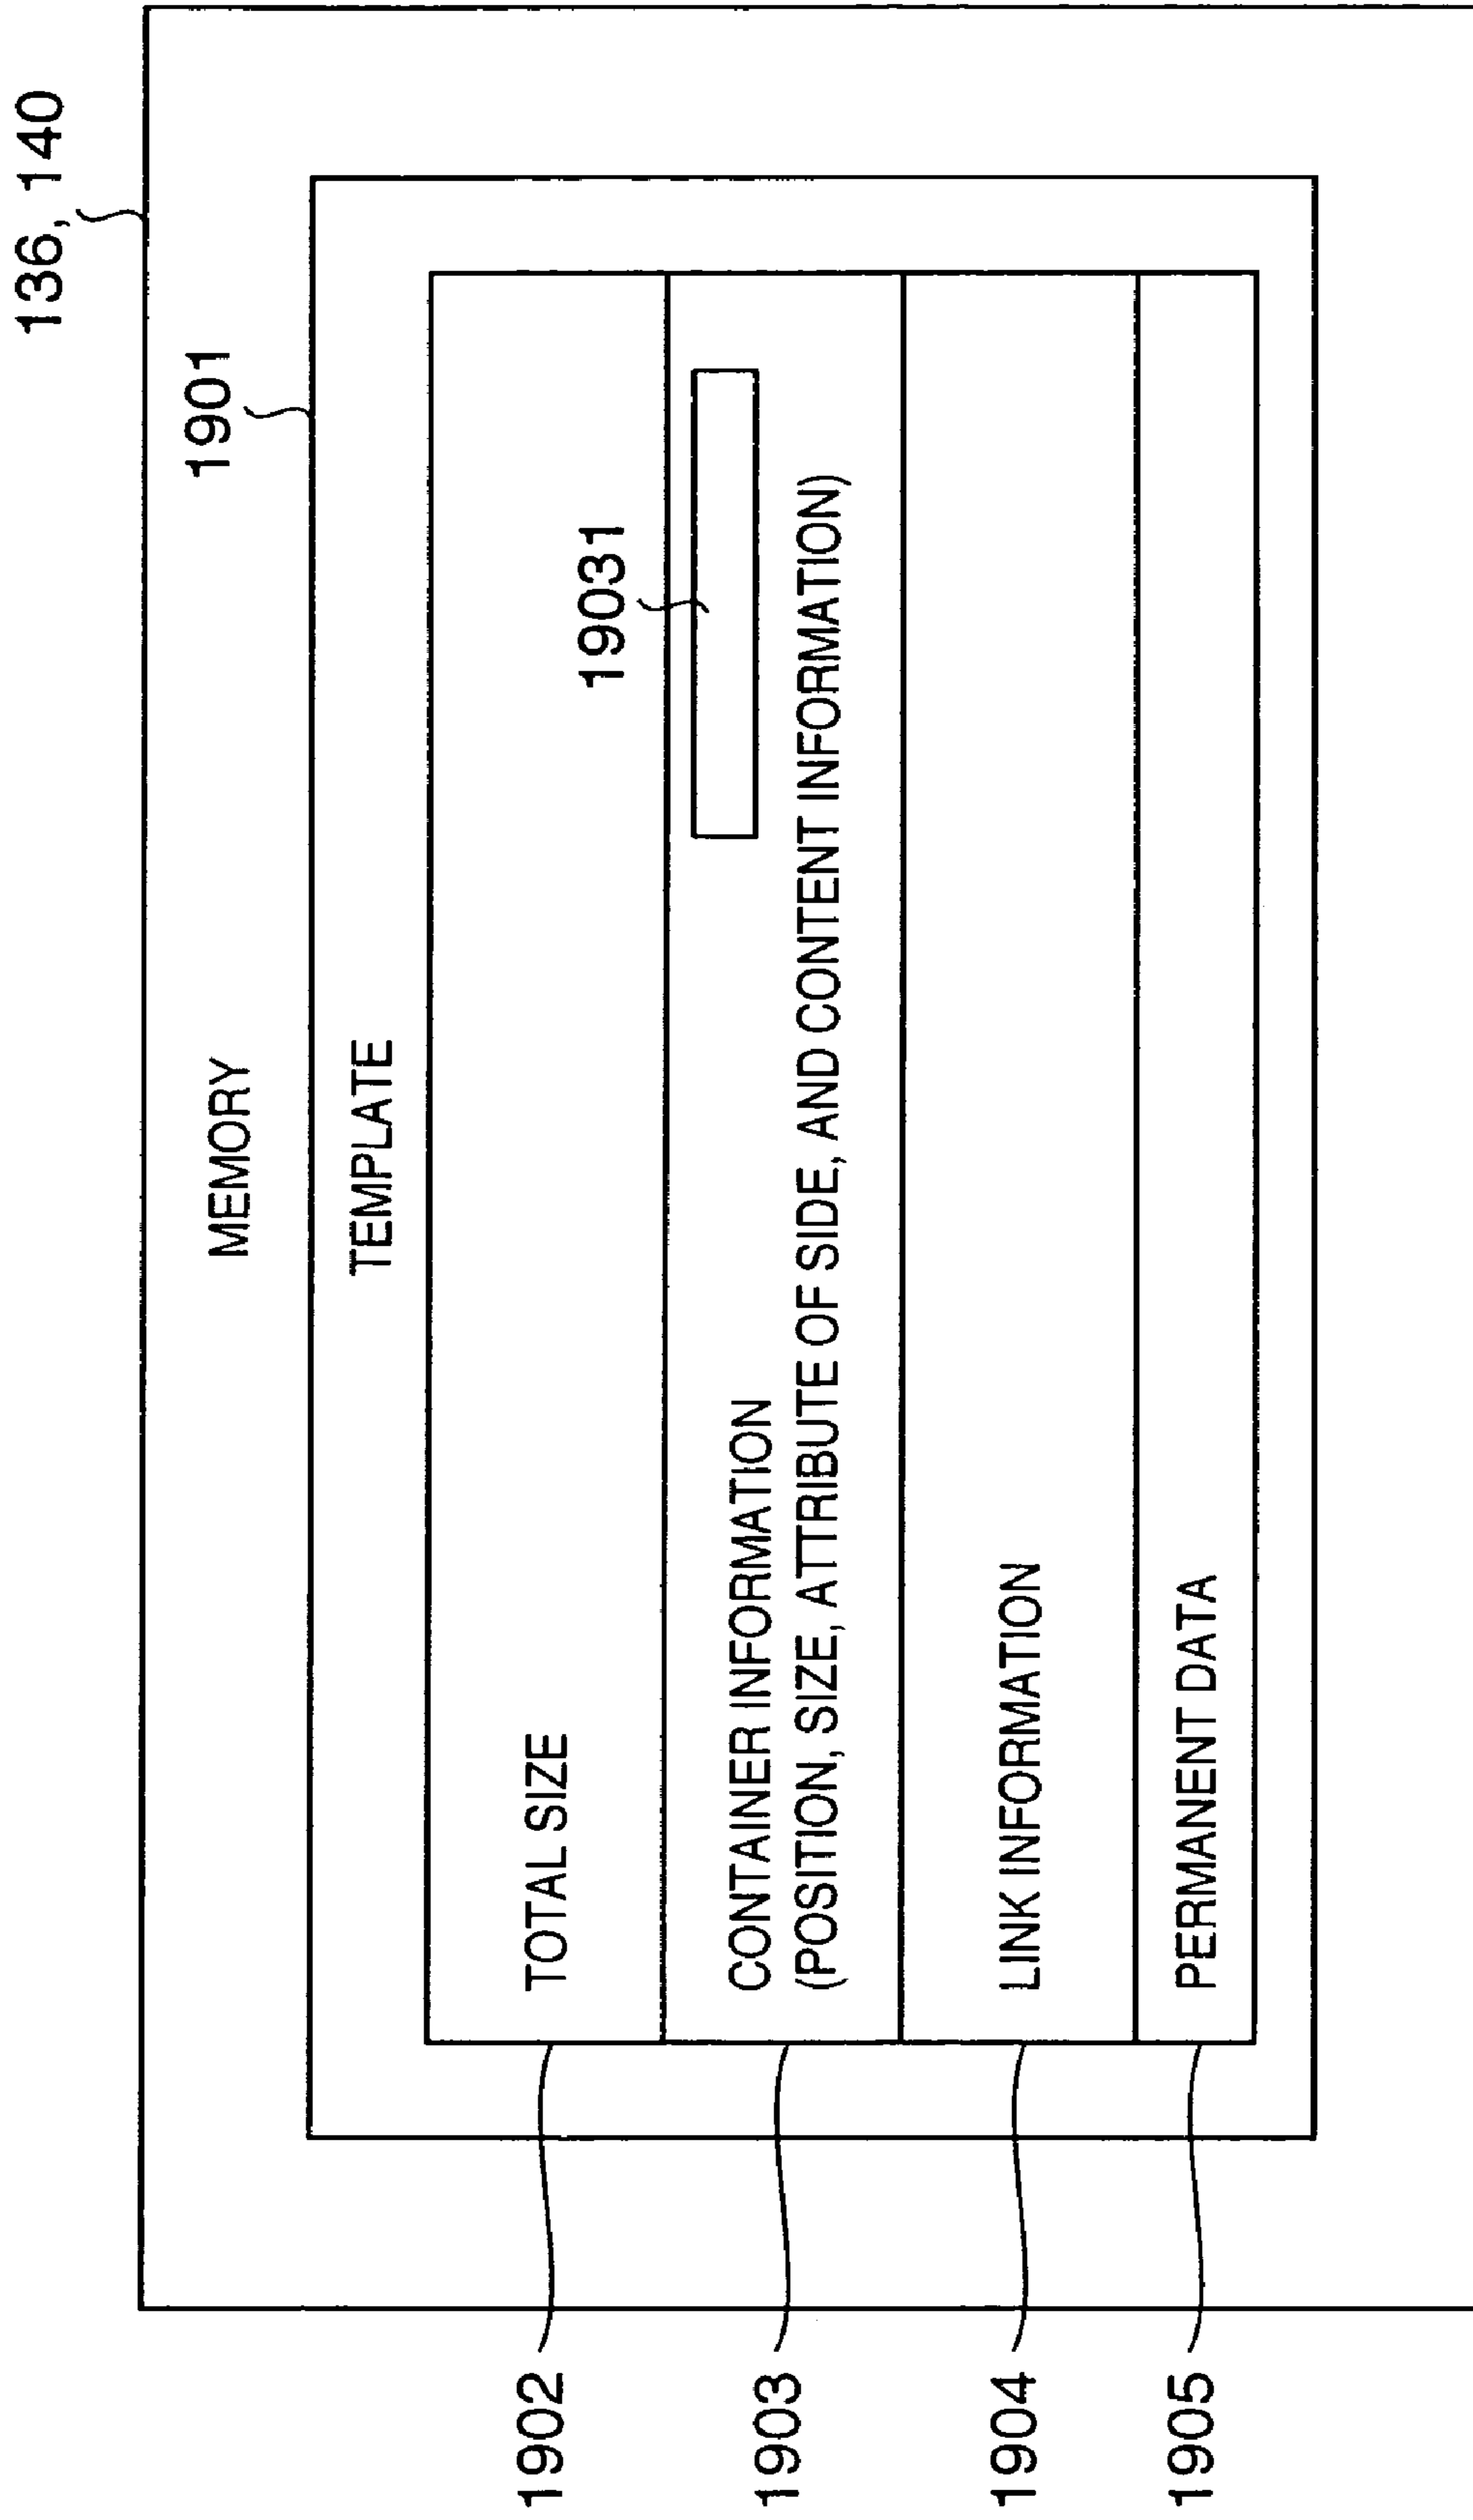 136, 140
MEMORY
1901
TEMPLATE
1902
TOTAL SIZE
19031
1903
CONTAINER INFORMATION
(POSITION, SIZE, ATTRIBUTE OF SIDE, AND CONTENT INFORMATION)
1904
LINK INFORMATION
1905
PERMANENT DATA